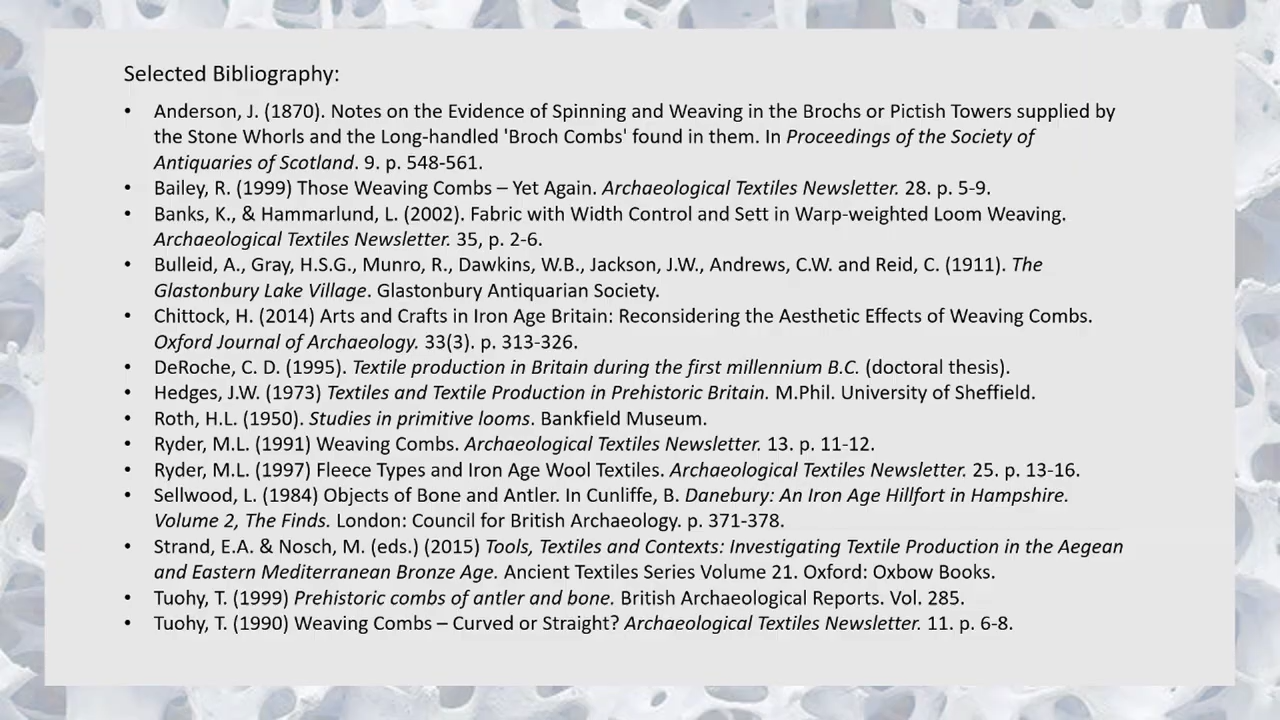 Selected Bibliography:
• Anderson, J. (1870). Notes on the Evidence of Spinning and Weaving in the Brochs or Pictish Towers supplied by
the Stone Whorls and the Long-handled 'Broch Combs' found in them. In Proceedings of the Society of
Antiquaries of Scotland. 9. p. 548-561.
• Bailey, R. (1999) Those Weaving Combs – Yet Again. Archaeological Textiles Newsletter. 28. p. 5-9.
• Banks, K., & Hammarlund, L. (2002). Fabric with Width Control and Sett in Warp-weighted Loom Weaving.
Archaeological Textiles Newsletter. 35, p. 2-6.
• Bulleid, A., Gray, H.S.G., Munro, R., Dawkins, W.B., Jackson, J.W., Andrews, C.W. and Reid, C. (1911). The
Glastonbury Lake Village. Glastonbury Antiquarian Society.
• Chittock, H. (2014) Arts and Crafts in Iron Age Britain: Reconsidering the Aesthetic Effects of Weaving Combs.
Oxford Journal of Archaeology. 33(3). p. 313-326.
• DeRoche, C. D. (1995). Textile production in Britain during the first millennium B.C. (doctoral thesis).
• Hedges, J.W. (1973) Textiles and Textile Production in Prehistoric Britain. M.Phil. University of Sheffield.
• Roth, H.L. (1950). Studies in primitive looms. Bankfield Museum.
• Ryder, M.L. (1991) Weaving Combs. Archaeological Textiles Newsletter. 13. p. 11-12.
• Ryder, M.L. (1997) Fleece Types and Iron Age Wool Textiles. Archaeological Textiles Newsletter. 25. p. 13-16.
• Sellwood, L. (1984) Objects of Bone and Antler. In Cunliffe, B. Danebury: An Iron Age Hillfort in Hampshire.
Volume 2, The Finds. London: Council for British Archaeology. p. 371-378.
• Strand, E.A. & Nosch, M. (eds.) (2015) Tools, Textiles and Contexts: Investigating Textile Production in the Aegean
and Eastern Mediterranean Bronze Age. Ancient Textiles Series Volume 21. Oxford: Oxbow Books.
• Tuohy, T. (1999) Prehistoric combs of antler and bone. British Archaeological Reports. Vol. 285.
• Tuohy, T. (1990) Weaving Combs – Curved or Straight? Archaeological Textiles Newsletter. 11. p. 6-8.